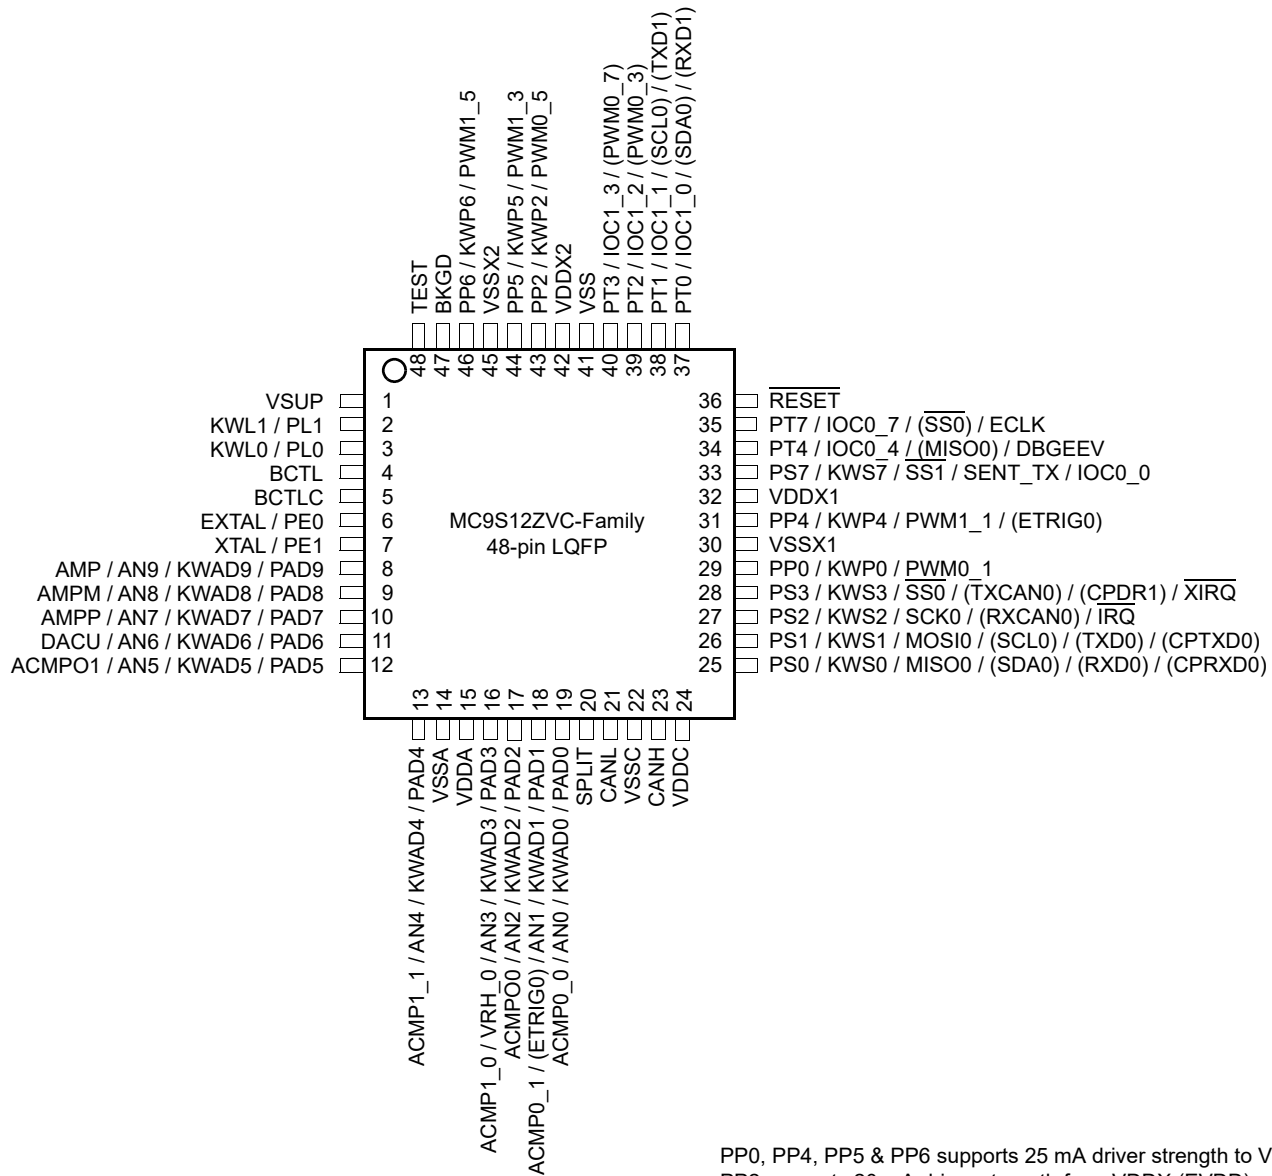 TEST
BKGD
PP6 / KWP6 / PWM1_5
VSSX2
PP5 / KWP5 / PWM1_3
PP2 / KWP2 / PWM0_5
VDDX2
VSS
PT3 / IOC1_3 / (PWM0_7)
PT2 / IOC1_2 / (PWM0_3)
PT1 / IOC1_1 / (SCL0) / (TXD1)
PT0 / IOC1_0 / (SDA0) / (RXD1)
48
47
46
45
44
43
42
41
40
39
38
37
VSUP 1
KWL1 / PL1 2
KWL0 / PL0 3
BCTL 4
BCTLC 5
EXTAL / PE0 6
XTAL / PE1 7
AMP / AN9 / KWAD9 / PAD9 8
AMPM / AN8 / KWAD8 / PAD8 9
AMPP / AN7 / KWAD7 / PAD7 10
DACU / AN6 / KWAD6 / PAD6 11
ACMPO1 / AN5 / KWAD5 / PAD5 12
MC9S12ZVC-Family
48-pin LQFP
36 RESET
35 PT7 / IOC0_7 / (SS0) / ECLK
34 PT4 / IOC0_4 / (MISO0) / DBGEEV
33 PS7 / KWS7 / SS1 / SENT_TX / IOC0_0
32 VDDX1
31 PP4 / KWP4 / PWM1_1 / (ETRIG0)
30 VSSX1
29 PP0 / KWP0 / PWM0_1
28 PS3 / KWS3 / SS0 / (TXCAN0) / (CPDR1) / XIRQ
27 PS2 / KWS2 / SCK0 / (RXCAN0) / IRQ
26 PS1 / KWS1 / MOSI0 / (SCL0) / (TXD0) / (CPTXD0)
25 PS0 / KWS0 / MISO0 / (SDA0) / (RXD0) / (CPRXD0)
13
14
15
16
17
18
19
20
21
22
23
24
ACMP1_1 / AN4 / KWAD4 / PAD4
VSSA
VDDA
ACMP1_0 / VRH_0 / AN3 / KWAD3 / PAD3
ACMPO0 / AN2 / KWAD2 / PAD2
ACMP0_1 / (ETRIG0) / AN1 / KWAD1 / PAD1
ACMP0_0 / AN0 / KWAD0 / PAD0
SPLIT
CANL
VSSC
CANH
VDDC
PP0, PP4, PP5 & PP6 supports 25 mA driver strength to V